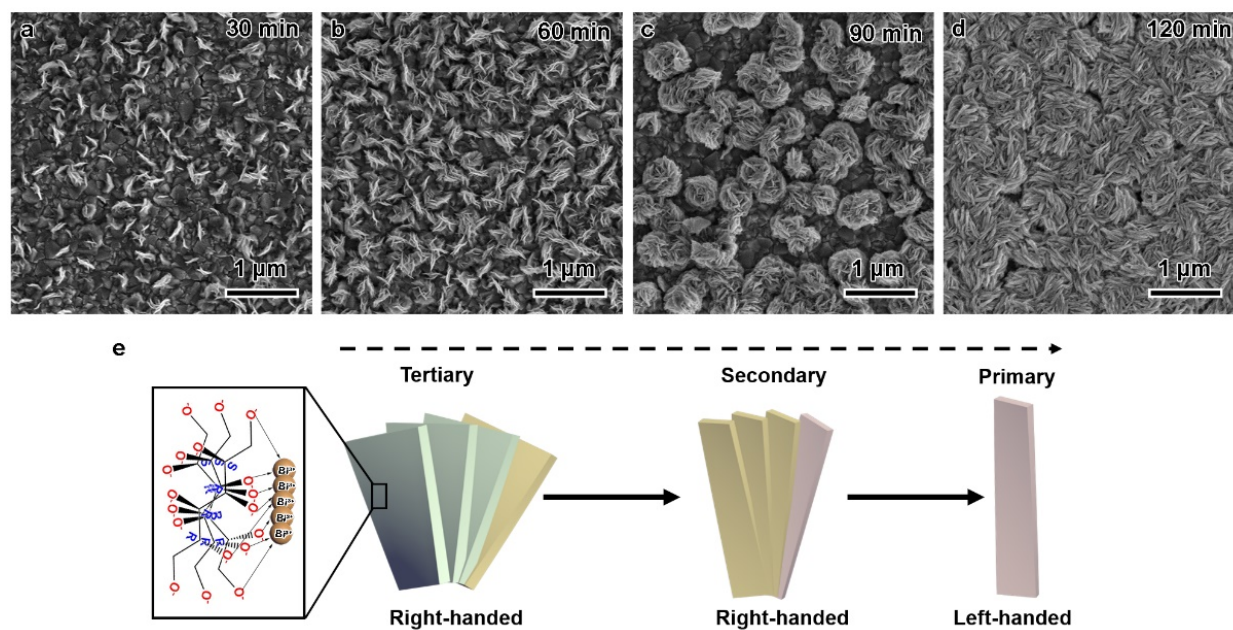 a 30 min
b 60 min
c 90 min
d 120 min
1 μm
1 μm
1 μm
1 μm
e
Tertiary
Secondary
Primary
Right-handed
Right-handed
Left-handed